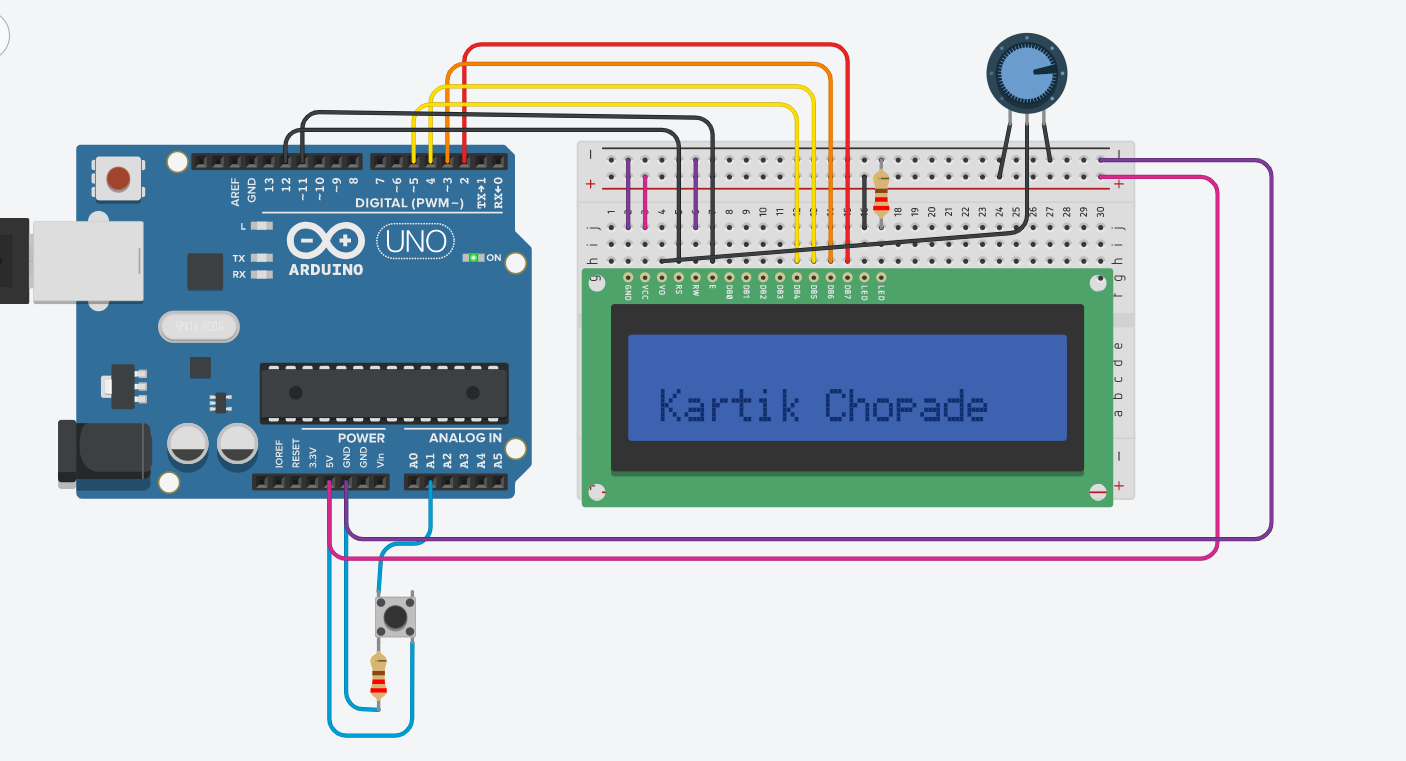 AREF
GND
13
12
~11
~10
~9
8
7
~6
~5
4
~3
2
TX→1
RX←0
DIGITAL (PWM~)
L
TX
RX
UNO
ARDUINO
ON
POWER
ANALOG IN
IOREF
RESET
3.3V
5V
GND
GND
Vin
A0
A1
A2
A3
A4
A5
GND
VCC
VO
RS
RW
E
DB0
DB1
DB2
DB3
DB4
DB5
DB6
DB7
LED
LED
Kartik Chopade